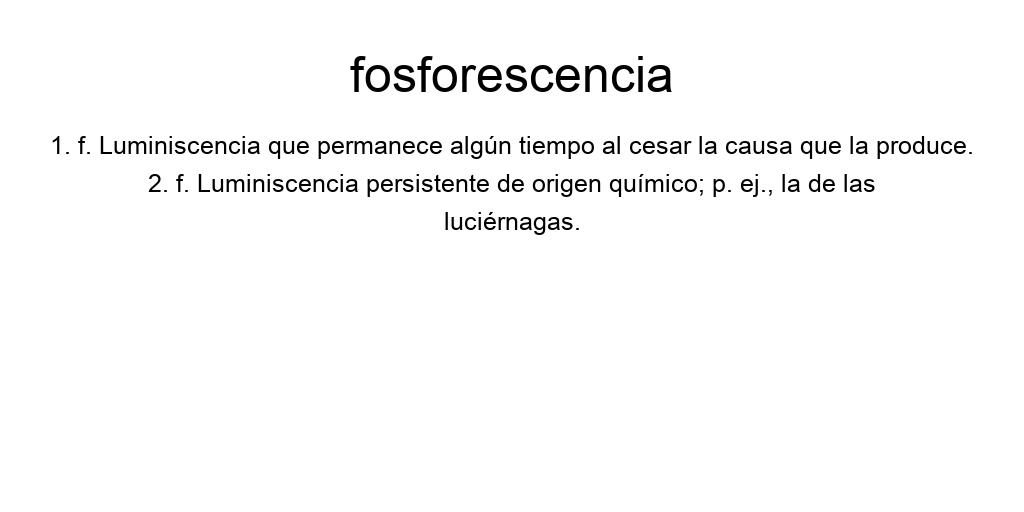 fosforescencia
1. f. Luminiscencia que permanece algún tiempo al cesar la causa que la produce.
2. f. Luminiscencia persistente de origen químico; p. ej., la de las
luciérnagas.